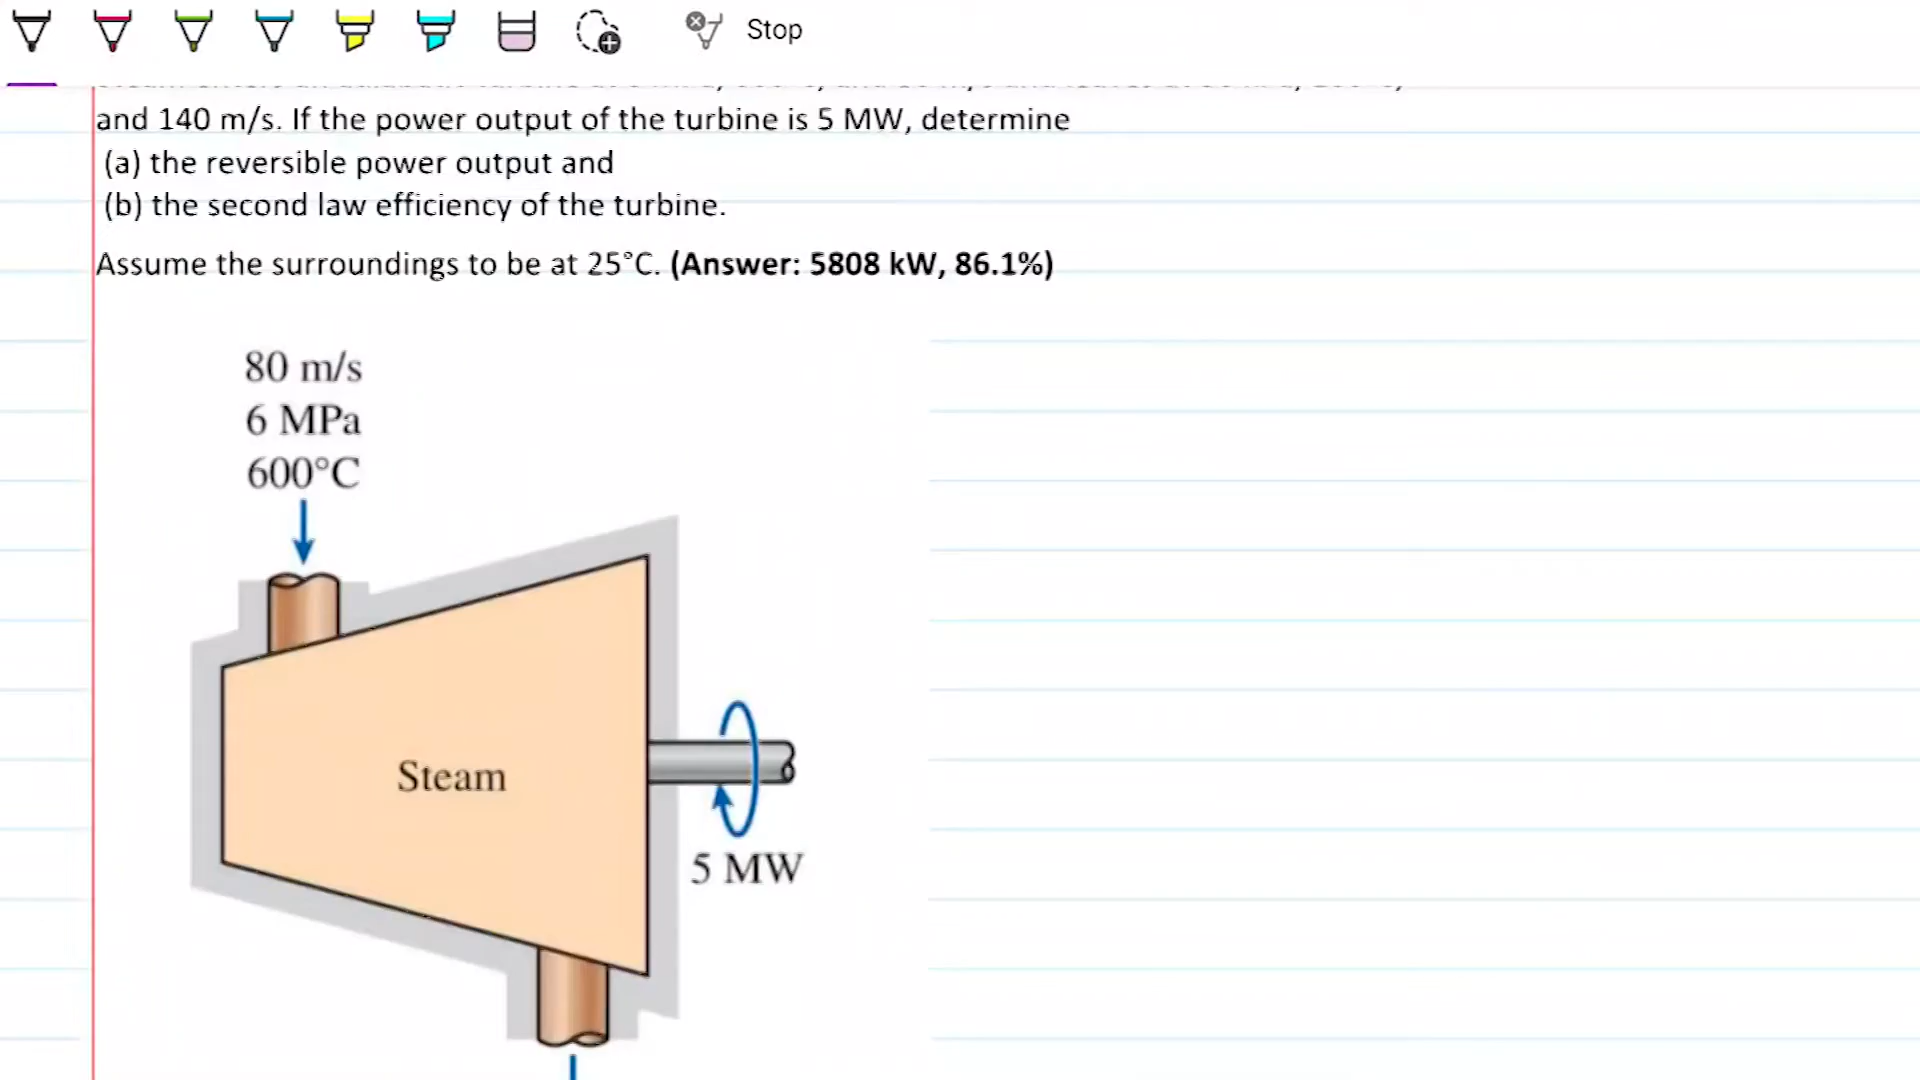 Stop
and 140 m/s. If the power output of the turbine is 5 MW, determine
(a) the reversible power output and
(b) the second law efficiency of the turbine.
Assume the surroundings to be at 25°C. (Answer: 5808 kW, 86.1%)
80 m/s
6 MPa
600°C
Steam
5 MW